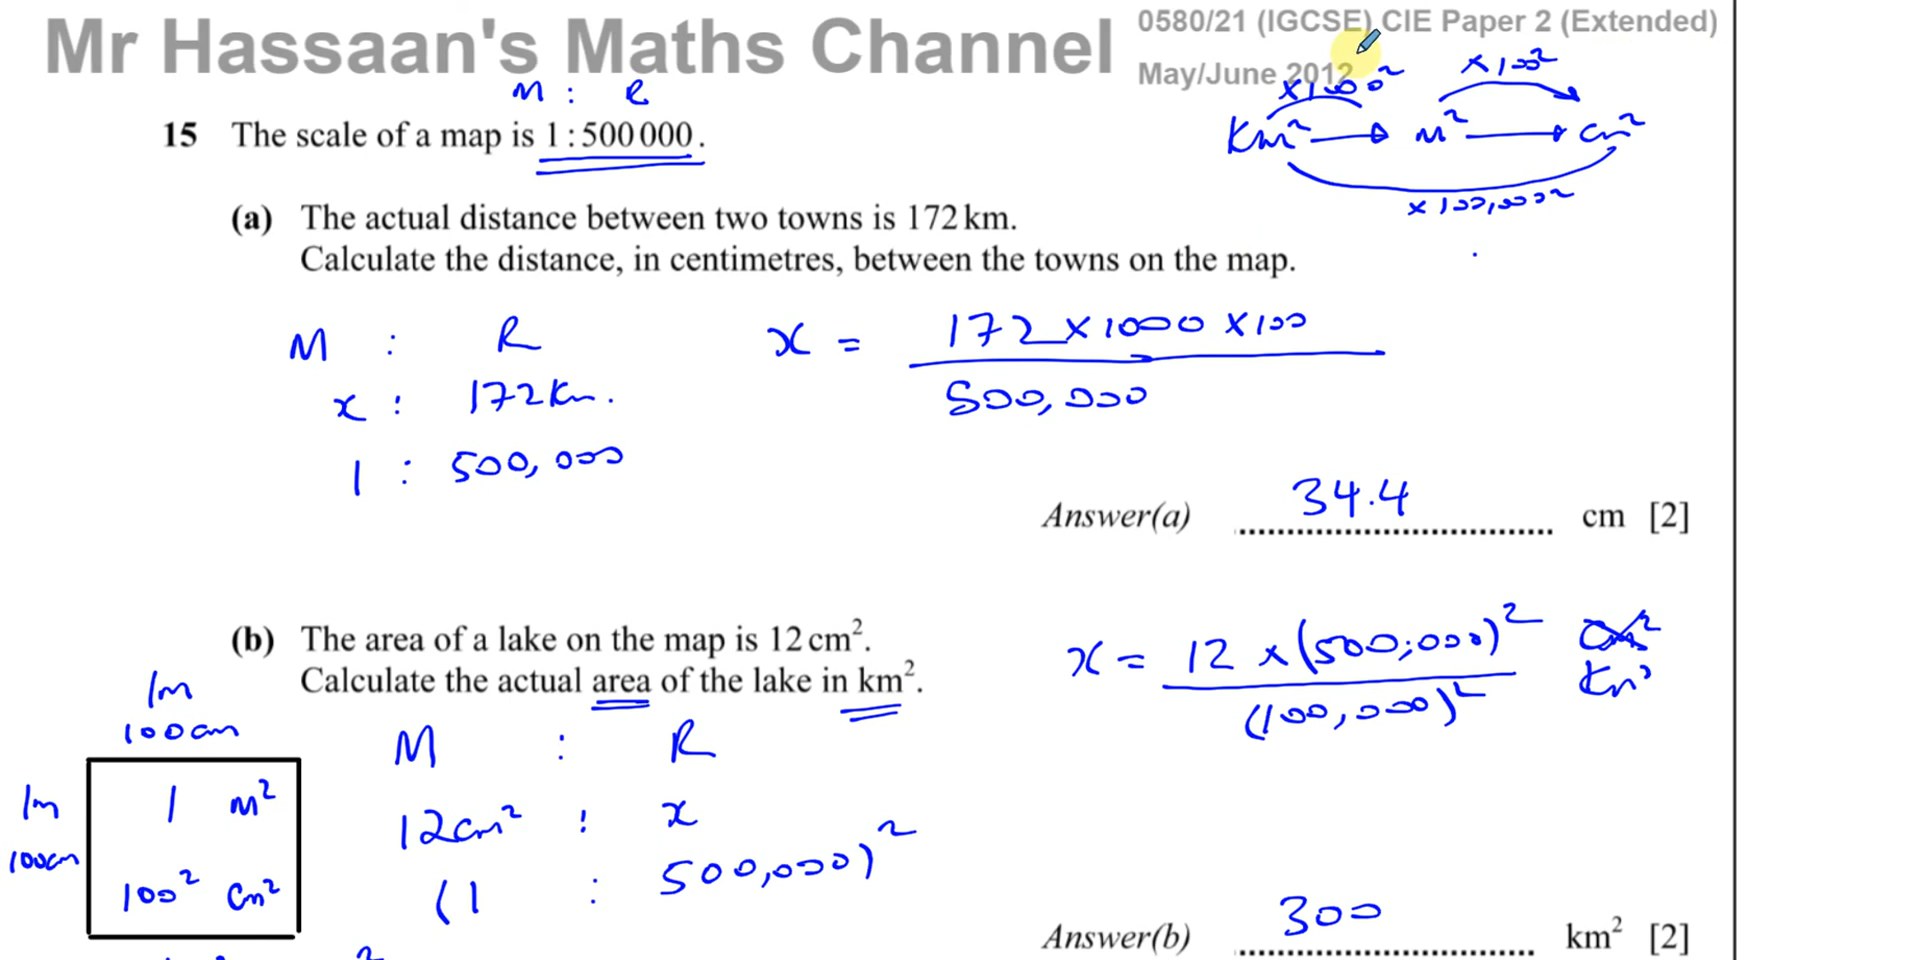 Mr Hassaan's Maths Channel
0580/21 (IGCSE) CIE Paper 2 (Extended)
May/June 2012
M : R
15 The scale of a map is 1 : 500 000.
×1000²
×100²
Km² → M² → cm²
×100,000²
(a) The actual distance between two towns is 172 km.
Calculate the distance, in centimetres, between the towns on the map.
M : R
x : 172 Km.
1 : 500,000
x = 172 × 1000 × 100
500,000
34.4
Answer(a) ........................ cm [2]
(b) The area of a lake on the map is 12 cm².
Calculate the actual area of the lake in km².
x = 12 × (500,000)² cm²
(100,000)² Km²
1m
100cm
1m
100cm
1 M²
100² cm²
M : R
12cm² : x
(1 : 500,000)²
300
Answer(b) ........................ km² [2]